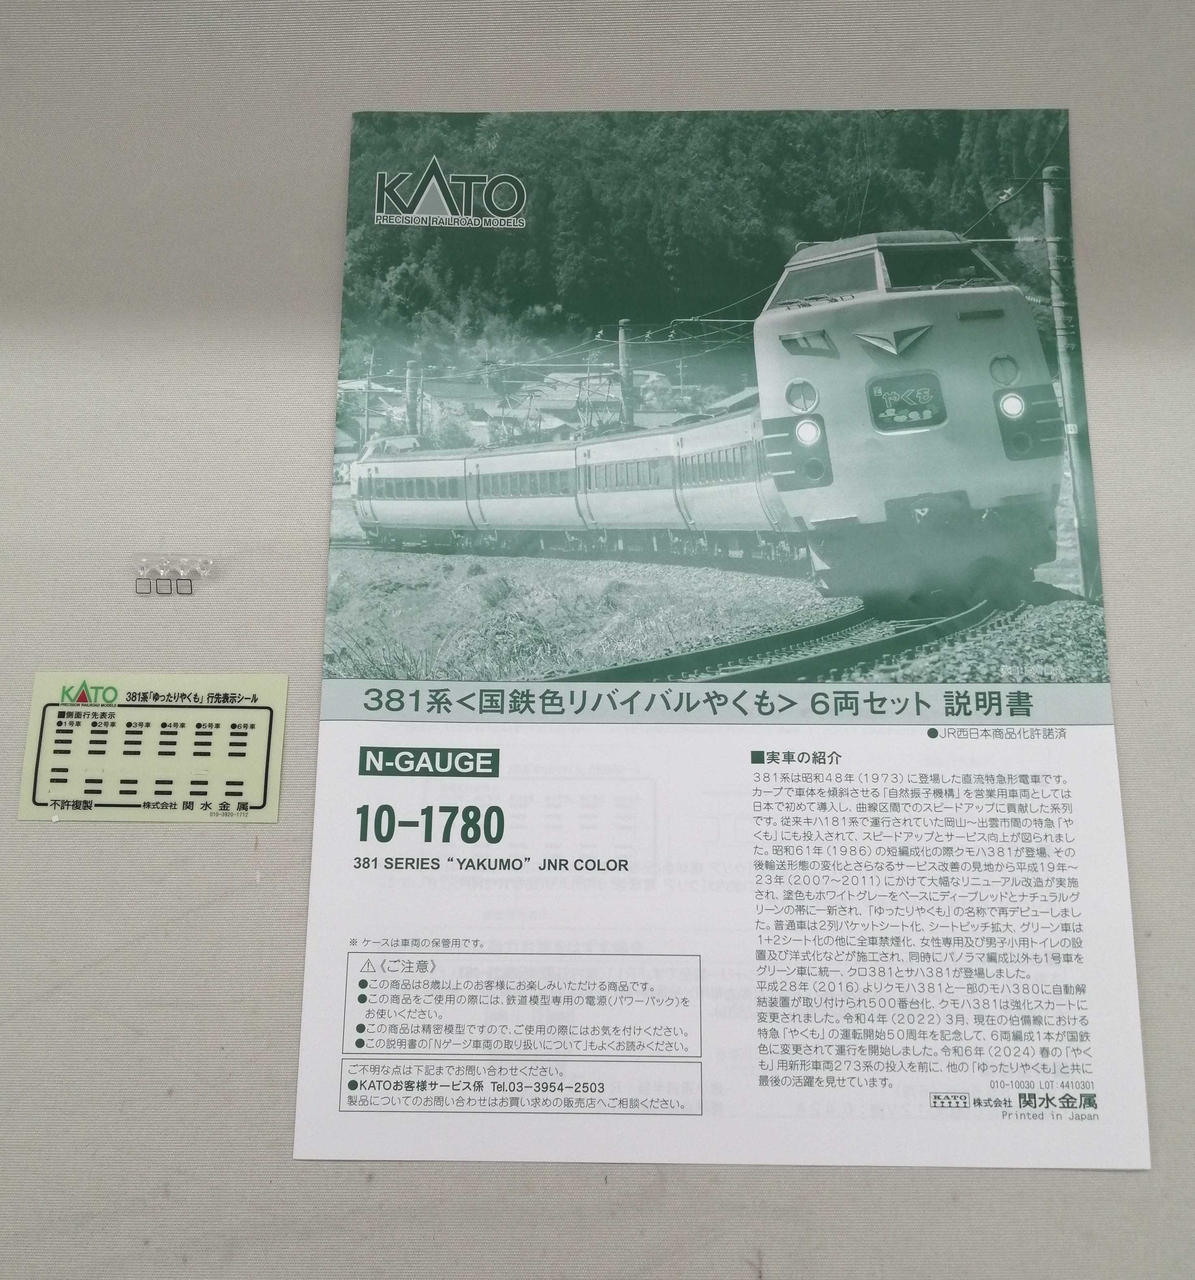 KATO
PRECISION RAILROAD MODELS
やくも
381系<国鉄色リバイバルやくも> 6両セット 説明書
●JR西日本商品化許諾済
N-GAUGE
10-1780
381 SERIES “YAKUMO” JNR COLOR
※ ケースは車両の保管用です。
⚠《ご注意》
●この商品は8歳以上のお客様にお楽しみいただける商品です。
●この商品をご使用の際には、鉄道模型専用の電源(パワーパック)を
お使いください。
●この商品は精密模型ですので、ご使用の際にはお気を付けください。
●この説明書の「Nゲージ車両の取り扱いについて」もよくお読みください。
ご不明な点は下記までお問い合わせください。
●KATOお客様サービス係 Tel.03-3954-2503
製品についてのお問い合わせはお買い求めの販売店へご相談ください。
■実車の紹介
381系は昭和48年(1973)に登場した直流特急形電車です。
カーブで車体を傾斜させる「自然振子機構」を営業用車両としては
日本で初めて導入し、曲線区間でのスピードアップに貢献した系列
です。従来キハ181系で運行されていた岡山~出雲市間の特急「や
くも」にも投入されて、スピードアップとサービス向上が図られまし
た。昭和61年(1986)の短編成化の際クモハ381が登場、その
後輸送形態の変化とさらなるサービス改善の見地から平成19年~
23年(2007~2011)にかけて大幅なリニューアル改造が実施
され、塗色もホワイトグレーをベースにディープレッドとナチュラルグ
リーンの帯に一新され、「ゆったりやくも」の名称で再デビューしまし
た。普通車は2列バケットシート化、シートピッチ拡大、グリーン車は
1+2シート化の他に全車禁煙化、女性専用及び男子小用トイレの設
置及び洋式化などが施工され、同時にパノラマ編成以外も1号車を
グリーン車に統一、クロ381とサハ381が登場しました。
平成28年(2016)よりクモハ381と一部のモハ380に自動解
結装置が取り付けられ500番台化、クモハ381は強化スカートに
変更されました。令和4年(2022)3月、現在の伯備線における
特急「やくも」の運転開始50周年を記念して、6両編成1本が国鉄
色に変更されて運行を開始しました。令和6年(2024)春の「やく
も」用新形車両273系の投入を前に、他の「ゆったりやくも」と共に
最後の活躍を見せています。
010-10030 LOT:4410301
KATO 株式会社 関水金属
Printed in Japan
KATO 381系「ゆったりやくも」行先表示シール
PRECISION RAILROAD MODELS
■側面行先表示
●1号車 ●2号車 ●3号車 ●4号車 ●5号車 ●6号車
不許複製 株式会社 関水金属
010-3920-1712